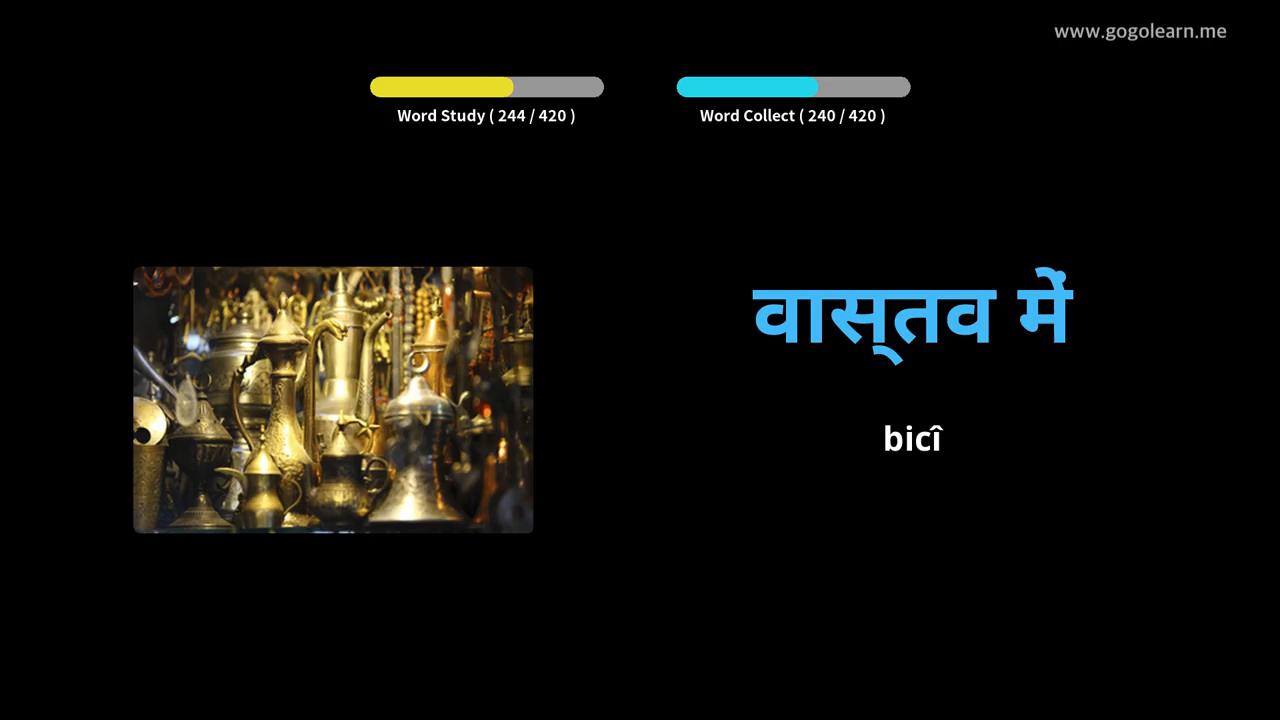 www.gogolearn.me
Word Study ( 244 / 420 )
Word Collect ( 240 / 420 )
वास्तव में
bicî